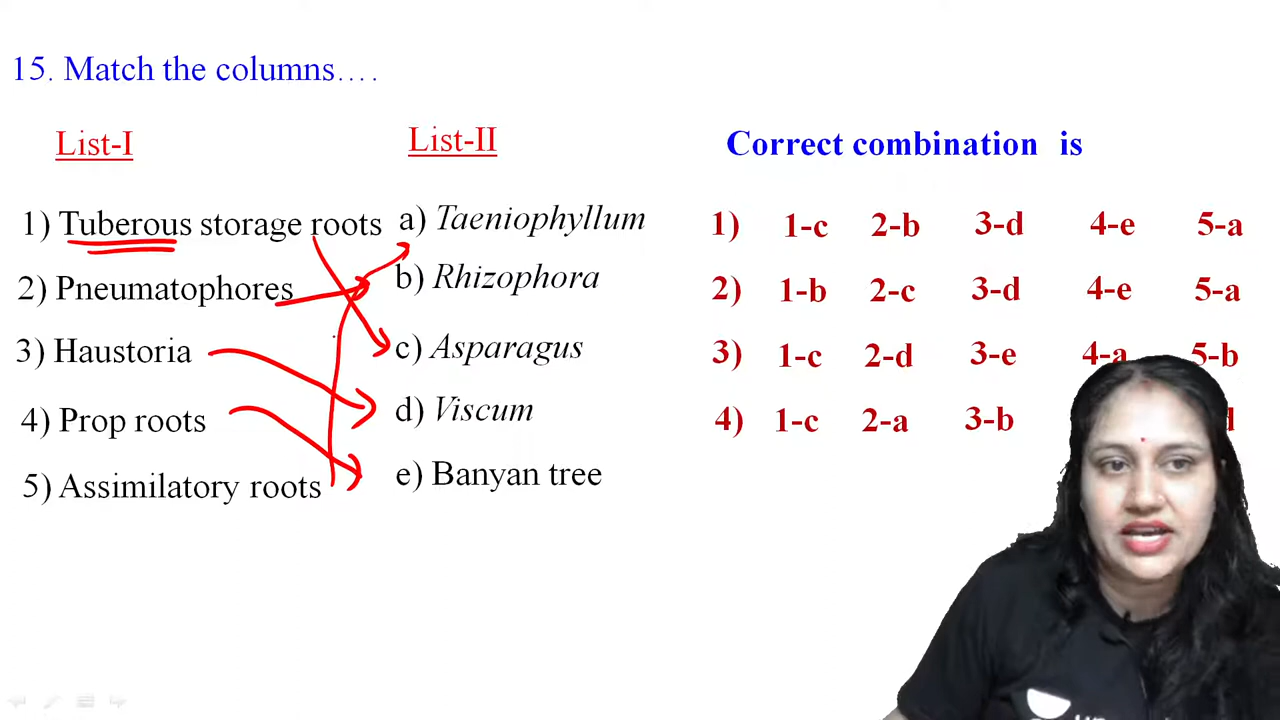 15. Match the columns….
List-I
List-II
Correct combination is
1) Tuberous storage roots a) Taeniophyllum
2) Pneumatophores b) Rhizophora
3) Haustoria c) Asparagus
4) Prop roots d) Viscum
5) Assimilatory roots e) Banyan tree
1) 1-c 2-b 3-d 4-e 5-a
2) 1-b 2-c 3-d 4-e 5-a
3) 1-c 2-d 3-e 4-a 5-b
4) 1-c 2-a 3-b